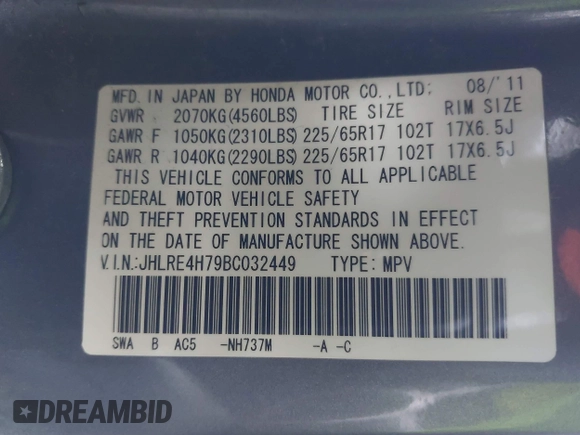 MFD. IN JAPAN BY HONDA MOTOR CO.,LTD; 08/'11
GVWR 2070KG(4560LBS) TIRE SIZE RIM SIZE
GAWR F 1050KG(2310LBS) 225/65R17 102T 17X6.5J
GAWR R 1040KG(2290LBS) 225/65R17 102T 17X6.5J
THIS VEHICLE CONFORMS TO ALL APPLICABLE
FEDERAL MOTOR VEHICLE SAFETY
AND THEFT PREVENTION STANDARDS IN EFFECT
ON THE DATE OF MANUFACTURE SHOWN ABOVE.
V.I.N.:JHLRE4H79BC032449 TYPE: MPV
SWA B AC5 -NH737M -A -C
DREAMBID